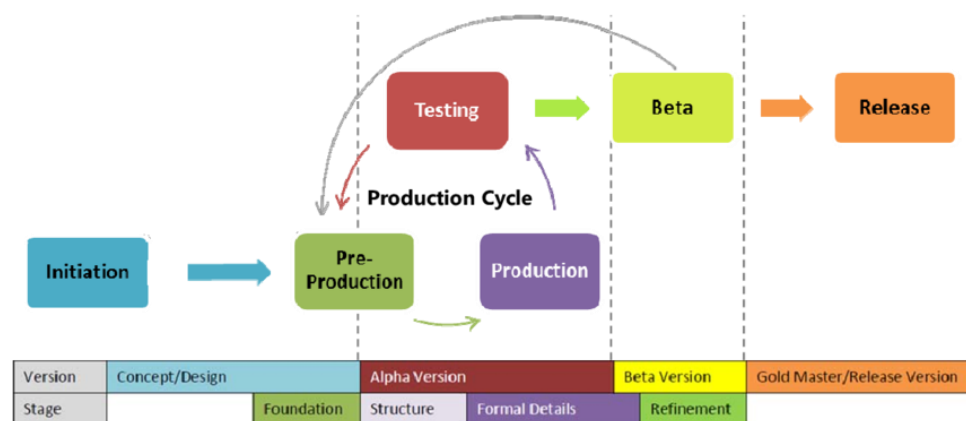 Testing
Beta
Release
Production Cycle
Initiation
Pre-
Production
Production
Version
Concept/Design
Alpha Version
Beta Version
Gold Master/Release Version
Stage
Foundation
Structure
Formal Details
Refinement